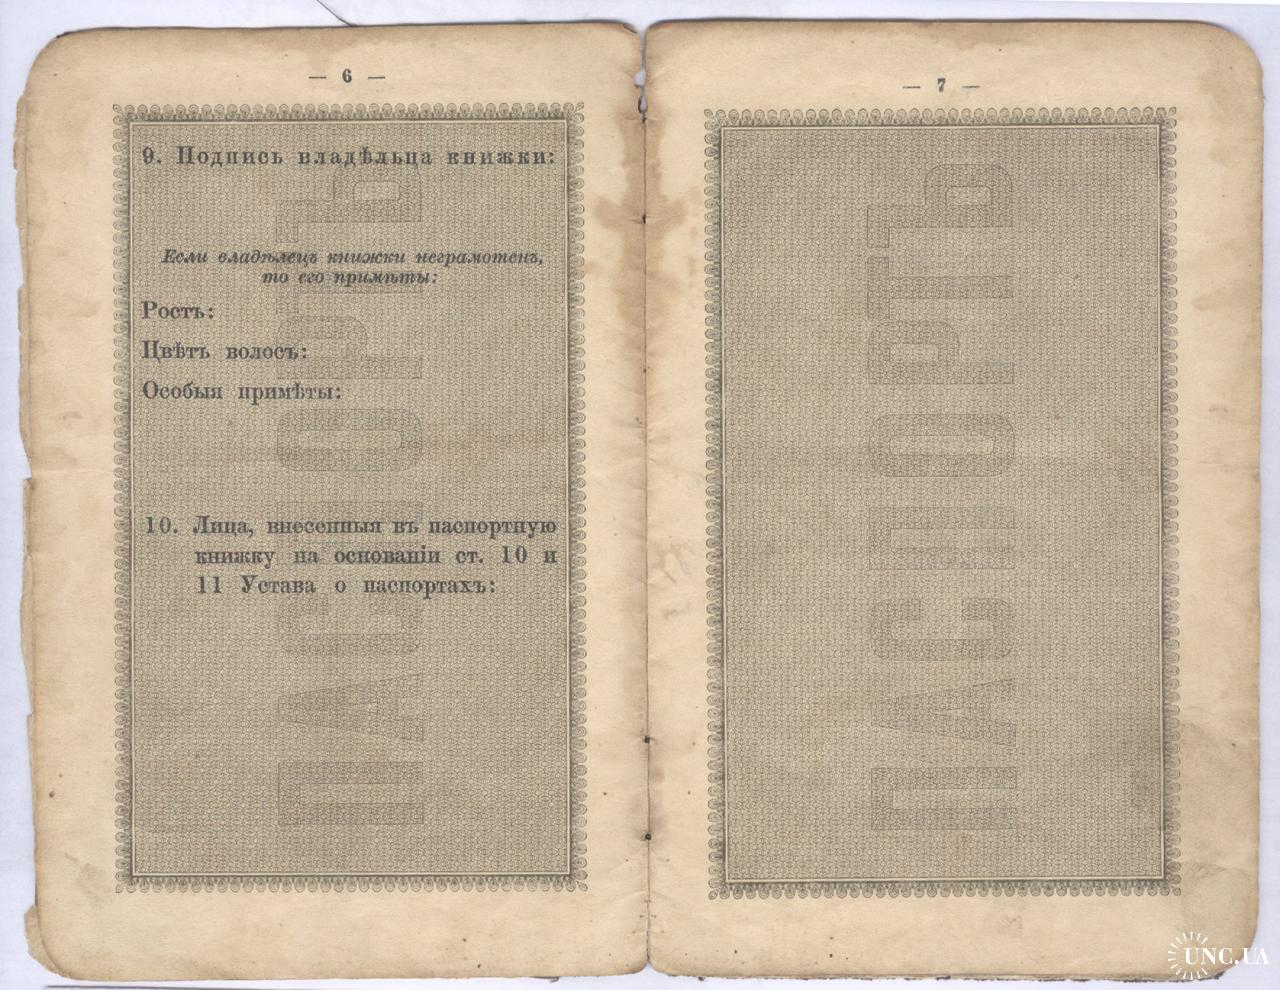 — 6 —
9. Подпись владѣльца книжки:
Если владѣлецъ книжки неграмотенъ,
то его примѣты:
Ростъ:
Цвѣтъ волосъ:
Особыя примѣты:
10. Лица, внесенныя въ паспортную
книжку на основаніи ст. 10 и
11 Устава о паспортахъ:
ПАСПОРТЪ
— 7 —
ПАСПОРТЪ
UNC.UA